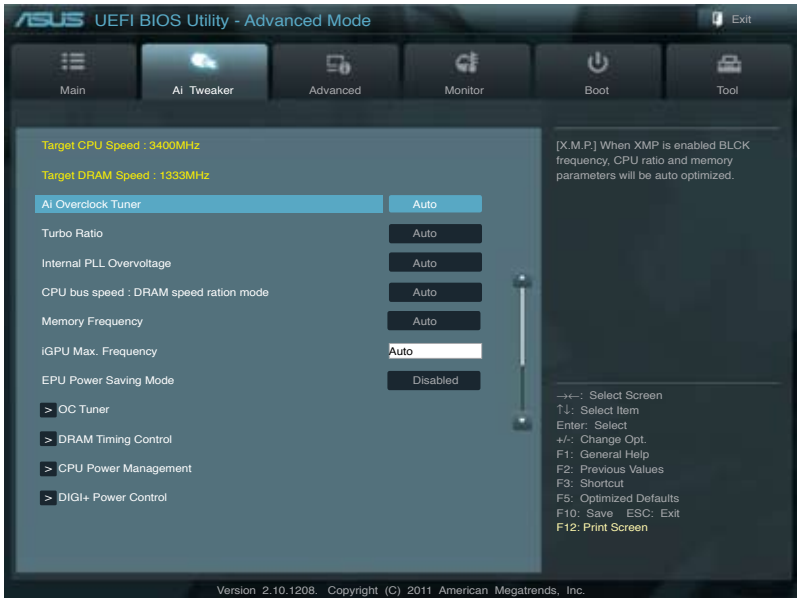 ASUS UEFI BIOS Utility - Advanced Mode
Exit
Main
Ai Tweaker
Advanced
Monitor
Boot
Tool
Target CPU Speed : 3400MHz
Target DRAM Speed : 1333MHz
Ai Overclock Tuner Auto
Turbo Ratio Auto
Internal PLL Overvoltage Auto
CPU bus speed : DRAM speed ration mode Auto
Memory Frequency Auto
iGPU Max. Frequency Auto
EPU Power Saving Mode Disabled
> OC Tuner
> DRAM Timing Control
> CPU Power Management
> DIGI+ Power Control
[X.M.P.] When XMP is enabled BLCK
frequency, CPU ratio and memory
parameters will be auto optimized.
→←: Select Screen
↑↓: Select Item
Enter: Select
+/-: Change Opt.
F1: General Help
F2: Previous Values
F3: Shortcut
F5: Optimized Defaults
F10: Save ESC: Exit
F12: Print Screen
Version 2.10.1208. Copyright (C) 2011 American Megatrends, Inc.